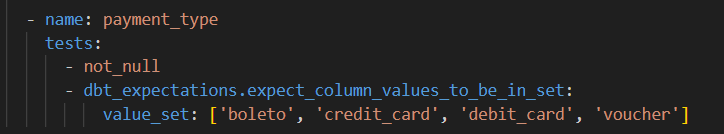 - name: payment_type
tests:
- not_null
- dbt_expectations.expect_column_values_to_be_in_set:
value_set: ['boleto', 'credit_card', 'debit_card', 'voucher']